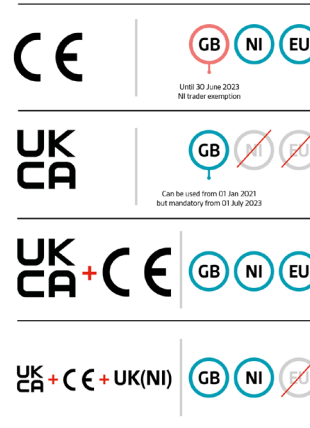 CE
GB NI EU
Until 30 June 2023
NI trader exemption
UK
CA
GB NI EU
Can be used from 01 Jan 2021
but mandatory from 01 July 2023
UK
CA + CE
GB NI EU
UK
CA + CE + UK(NI)
GB NI EU